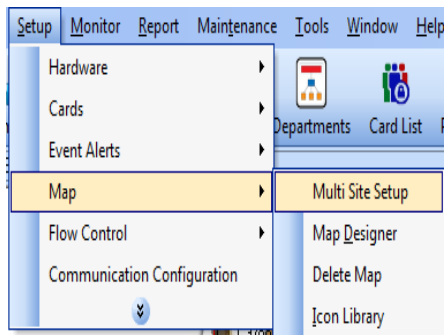 Setup Monitor Report Maintenance Tools Window Help
Hardware
Cards
Departments Card List
Event Alerts
Map
Multi Site Setup
Flow Control
Map Designer
Communication Configuration
Delete Map
Icon Library